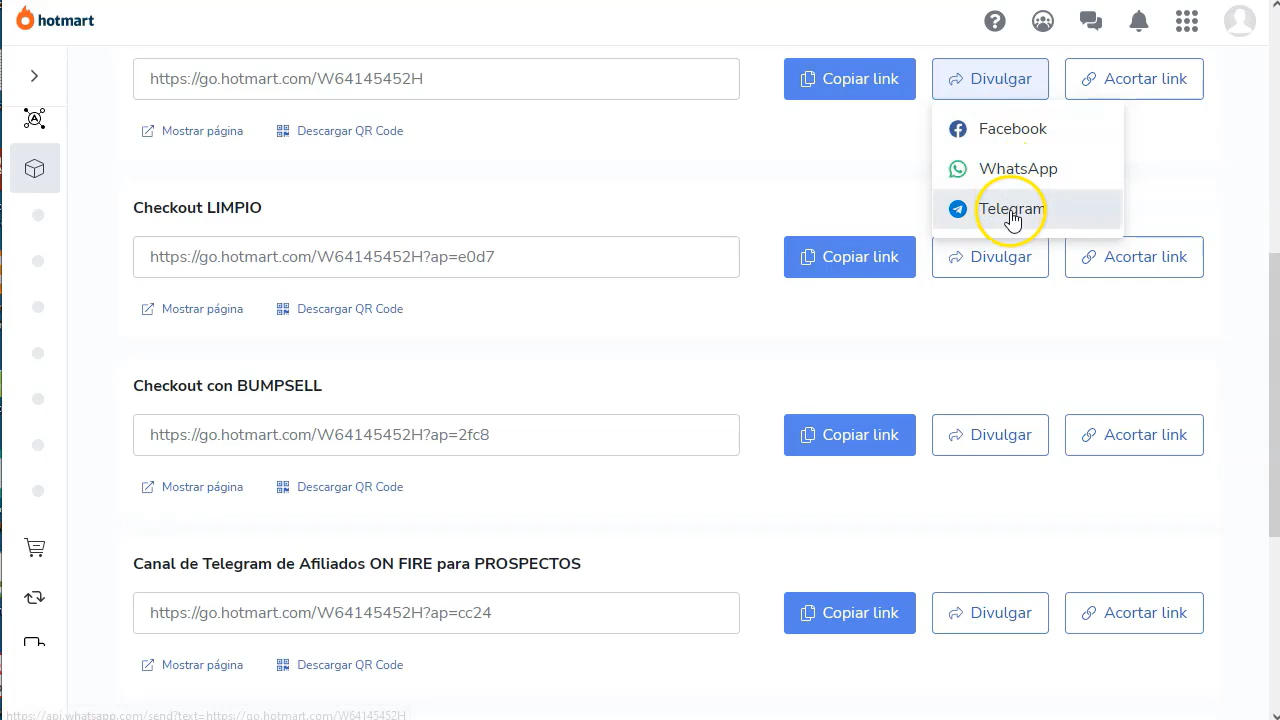 hotmart
https://go.hotmart.com/W64145452H
Copiar link
Divulgar
Acortar link
Mostrar página
Descargar QR Code
Facebook
WhatsApp
Telegram
Checkout LIMPIO
https://go.hotmart.com/W64145452H?ap=e0d7
Copiar link
Divulgar
Acortar link
Mostrar página
Descargar QR Code
Checkout con BUMPSELL
https://go.hotmart.com/W64145452H?ap=2fc8
Copiar link
Divulgar
Acortar link
Mostrar página
Descargar QR Code
Canal de Telegram de Afiliados ON FIRE para PROSPECTOS
https://go.hotmart.com/W64145452H?ap=cc24
Copiar link
Divulgar
Acortar link
Mostrar página
Descargar QR Code
https://api.whatsapp.com/send?text=https://go.hotmart.com/W64145452H